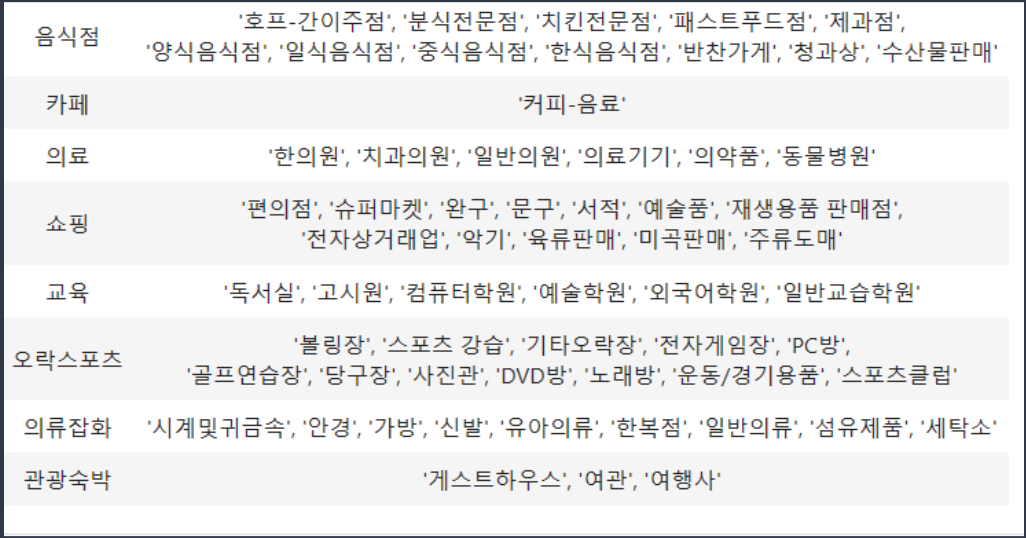 음식점
'호프-간이주점', '분식전문점', '치킨전문점', '패스트푸드점', '제과점',
'양식음식점', '일식음식점', '중식음식점', '한식음식점', '반찬가게', '청과상', '수산물판매'
카페
'커피-음료'
의료
'한의원', '치과의원', '일반의원', '의료기기', '의약품', '동물병원'
쇼핑
'편의점', '슈퍼마켓', '완구', '문구', '서적', '예술품', '재생용품 판매점',
'전자상거래업', '악기', '육류판매', '미곡판매', '주류도매'
교육
'독서실', '고시원', '컴퓨터학원', '예술학원', '외국어학원', '일반교습학원'
오락스포츠
'볼링장', '스포츠 강습', '기타오락장', '전자게임장', 'PC방',
'골프연습장', '당구장', '사진관', 'DVD방', '노래방', '운동/경기용품', '스포츠클럽'
의류잡화
'시계및귀금속', '안경', '가방', '신발', '유아의류', '한복점', '일반의류', '섬유제품', '세탁소'
관광숙박
'게스트하우스', '여관', '여행사'